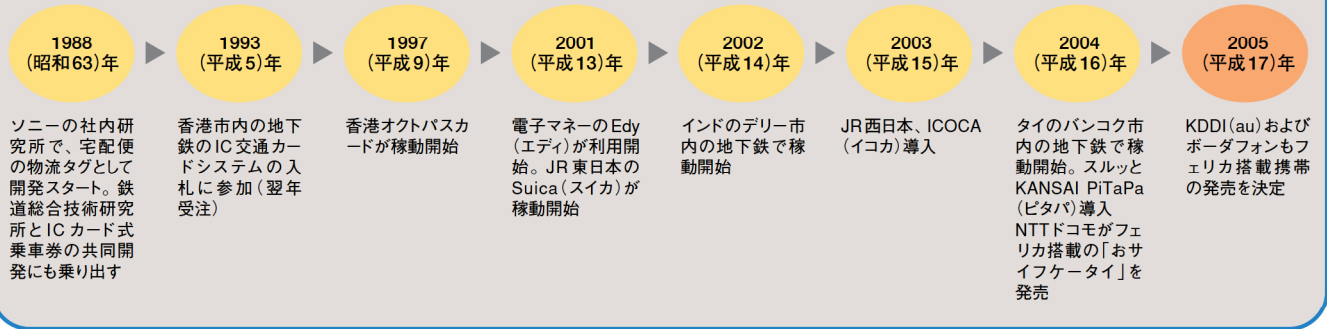 1988
(昭和63)年
ソニーの社内研
究所で、宅配便
の物流タグとして
開発スタート。鉄
道総合技術研究
所とICカード式
乗車券の共同開
発にも乗り出す
1993
(平成5)年
香港市内の地下
鉄のIC交通カー
ドシステムの入
札に参加(翌年
受注)
1997
(平成9)年
香港オクトパスカ
ードが稼動開始
2001
(平成13)年
電子マネーのEdy
(エディ)が利用開
始。JR東日本の
Suica(スイカ)が
稼動開始
2002
(平成14)年
インドのデリー市
内の地下鉄で稼
動開始
2003
(平成15)年
JR西日本、ICOCA
(イコカ)導入
2004
(平成16)年
タイのバンコク市
内の地下鉄で稼
動開始。スルッと
KANSAI PiTaPa
(ピタパ)導入
NTTドコモがフェ
リカ搭載の「おサ
イフケータイ」を
発売
2005
(平成17)年
KDDI(au)および
ボーダフォンもフ
ェリカ搭載携帯
の発売を決定